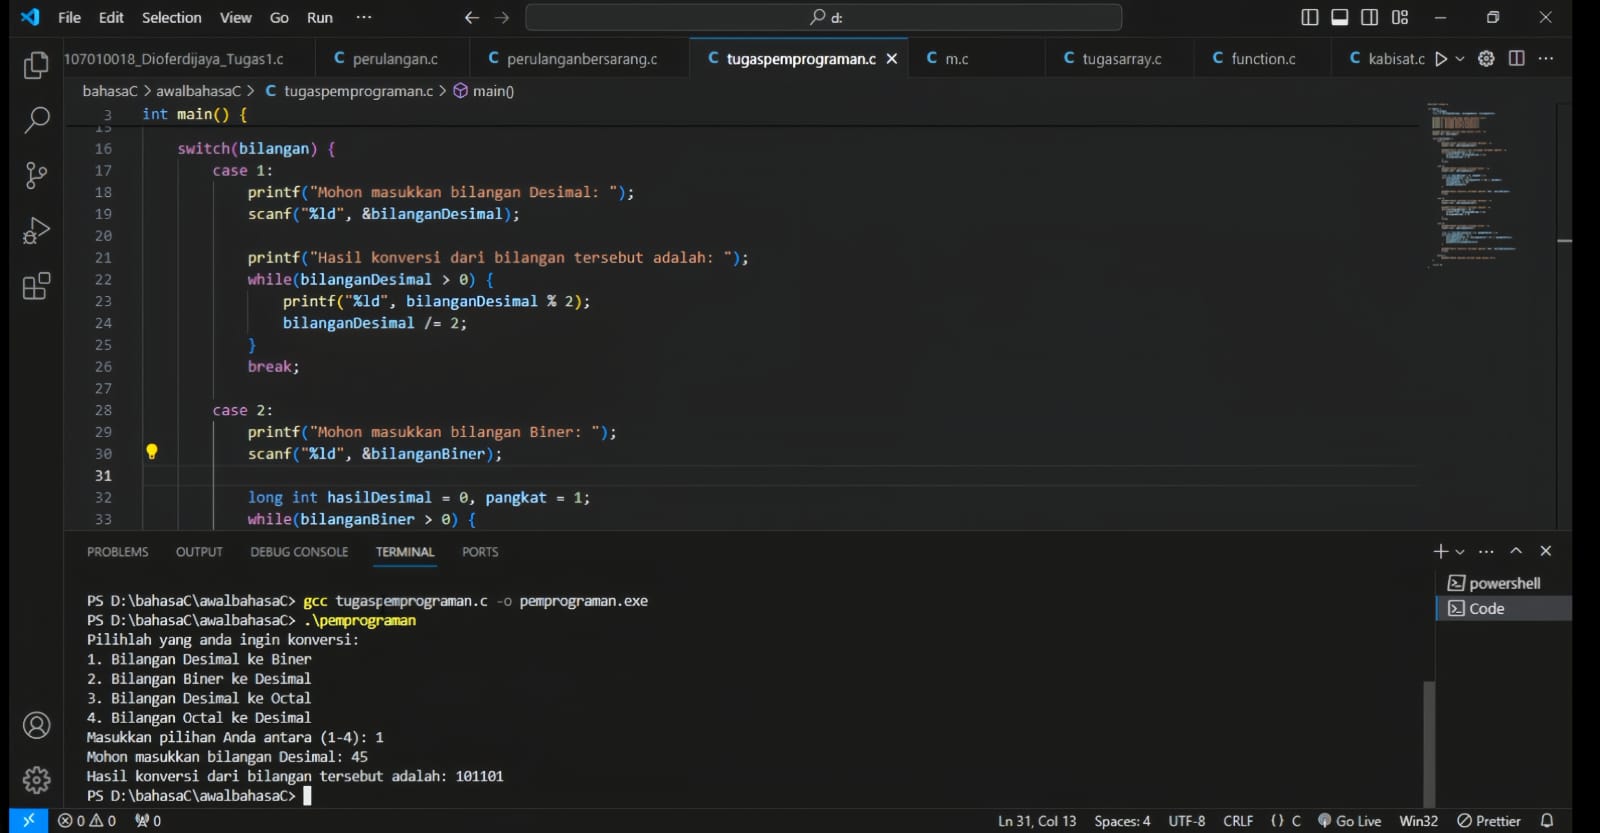 File Edit Selection View Go Run ··· d:
107010018_Dioferdijaya_Tugas1.c C perulangan.c C perulanganbersarang.c C tugaspemprograman.c C m.c C tugasarray.c C function.c C kabisat.c
bahasaC > awalbahasaC > C tugaspemprograman.c > main()
3 int main() {
15
16 switch(bilangan) {
17 case 1:
18 printf("Mohon masukkan bilangan Desimal: ");
19 scanf("%ld", &bilanganDesimal);
20
21 printf("Hasil konversi dari bilangan tersebut adalah: ");
22 while(bilanganDesimal > 0) {
23 printf("%ld", bilanganDesimal % 2);
24 bilanganDesimal /= 2;
25 }
26 break;
27
28 case 2:
29 printf("Mohon masukkan bilangan Biner: ");
30 scanf("%ld", &bilanganBiner);
31
32 long int hasilDesimal = 0, pangkat = 1;
33 while(bilanganBiner > 0) {
PROBLEMS OUTPUT DEBUG CONSOLE TERMINAL PORTS
powershell
Code
PS D:\bahasaC\awalbahasaC> gcc tugaspemprograman.c -o pemprograman.exe
PS D:\bahasaC\awalbahasaC> .\pemprograman
Pilihlah yang anda ingin konversi:
1. Bilangan Desimal ke Biner
2. Bilangan Biner ke Desimal
3. Bilangan Desimal ke Octal
4. Bilangan Octal ke Desimal
Masukkan pilihan Anda antara (1-4): 1
Mohon masukkan bilangan Desimal: 45
Hasil konversi dari bilangan tersebut adalah: 101101
PS D:\bahasaC\awalbahasaC>
0 0 0 Ln 31, Col 13 Spaces: 4 UTF-8 CRLF {} C Go Live Win32 Prettier